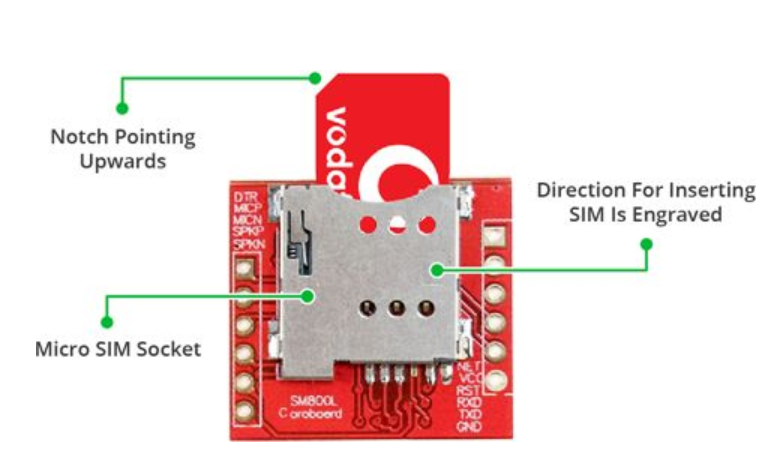 Notch Pointing
Upwards
voda
Direction For Inserting
SIM Is Engraved
DTR
MICP
MICN
SPKP
SPKN
Micro SIM Socket
NET
VCC
RST
RXD
TXD
GND
SM800L
Coroboard